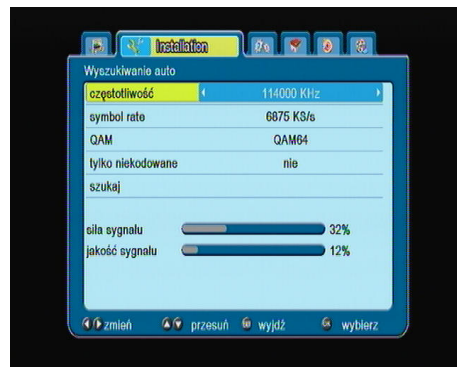 Installation
Wyszukiwanie auto
częstotliwość 114000 KHz
symbol rate 6875 KS/s
QAM QAM64
tylko niekodowane nie
szukaj
siła sygnału 32%
jakość sygnału 12%
zmień przesuń wyjdź wybierz